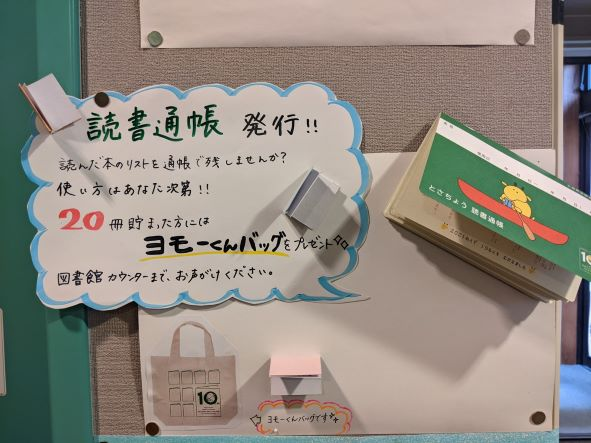 読書通帳 発行!!
読んだ本のリストを通帳で残しませんか?
使い方はあなた次第!!
20冊貯まった方には
ヨモーくんバッグをプレゼント
図書館カウンターまで、お声がけください。
とさちょう 読書通帳
10
10
ヨモーくんバッグです